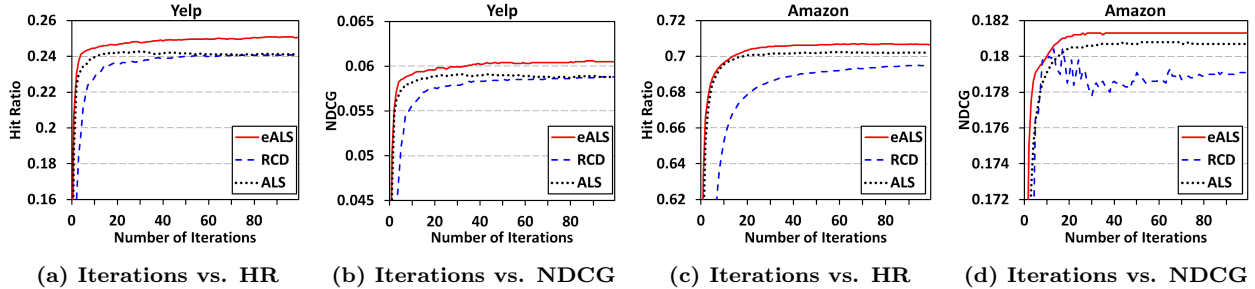 Yelp
0.26
0.24
0.22
0.2
0.18
0.16
Hit Ratio
eALS
RCD
ALS
0 20 40 60 80
Number of Iterations
(a) Iterations vs. HR
Yelp
0.065
0.06
0.055
0.05
0.045
NDCG
eALS
RCD
ALS
0 20 40 60 80
Number of Iterations
(b) Iterations vs. NDCG
Amazon
0.72
0.7
0.68
0.66
0.64
0.62
Hit Ratio
eALS
RCD
ALS
0 20 40 60 80
Number of Iterations
(c) Iterations vs. HR
Amazon
0.182
0.18
0.178
0.176
0.174
0.172
NDCG
eALS
RCD
ALS
0 20 40 60 80
Number of Iterations
(d) Iterations vs. NDCG